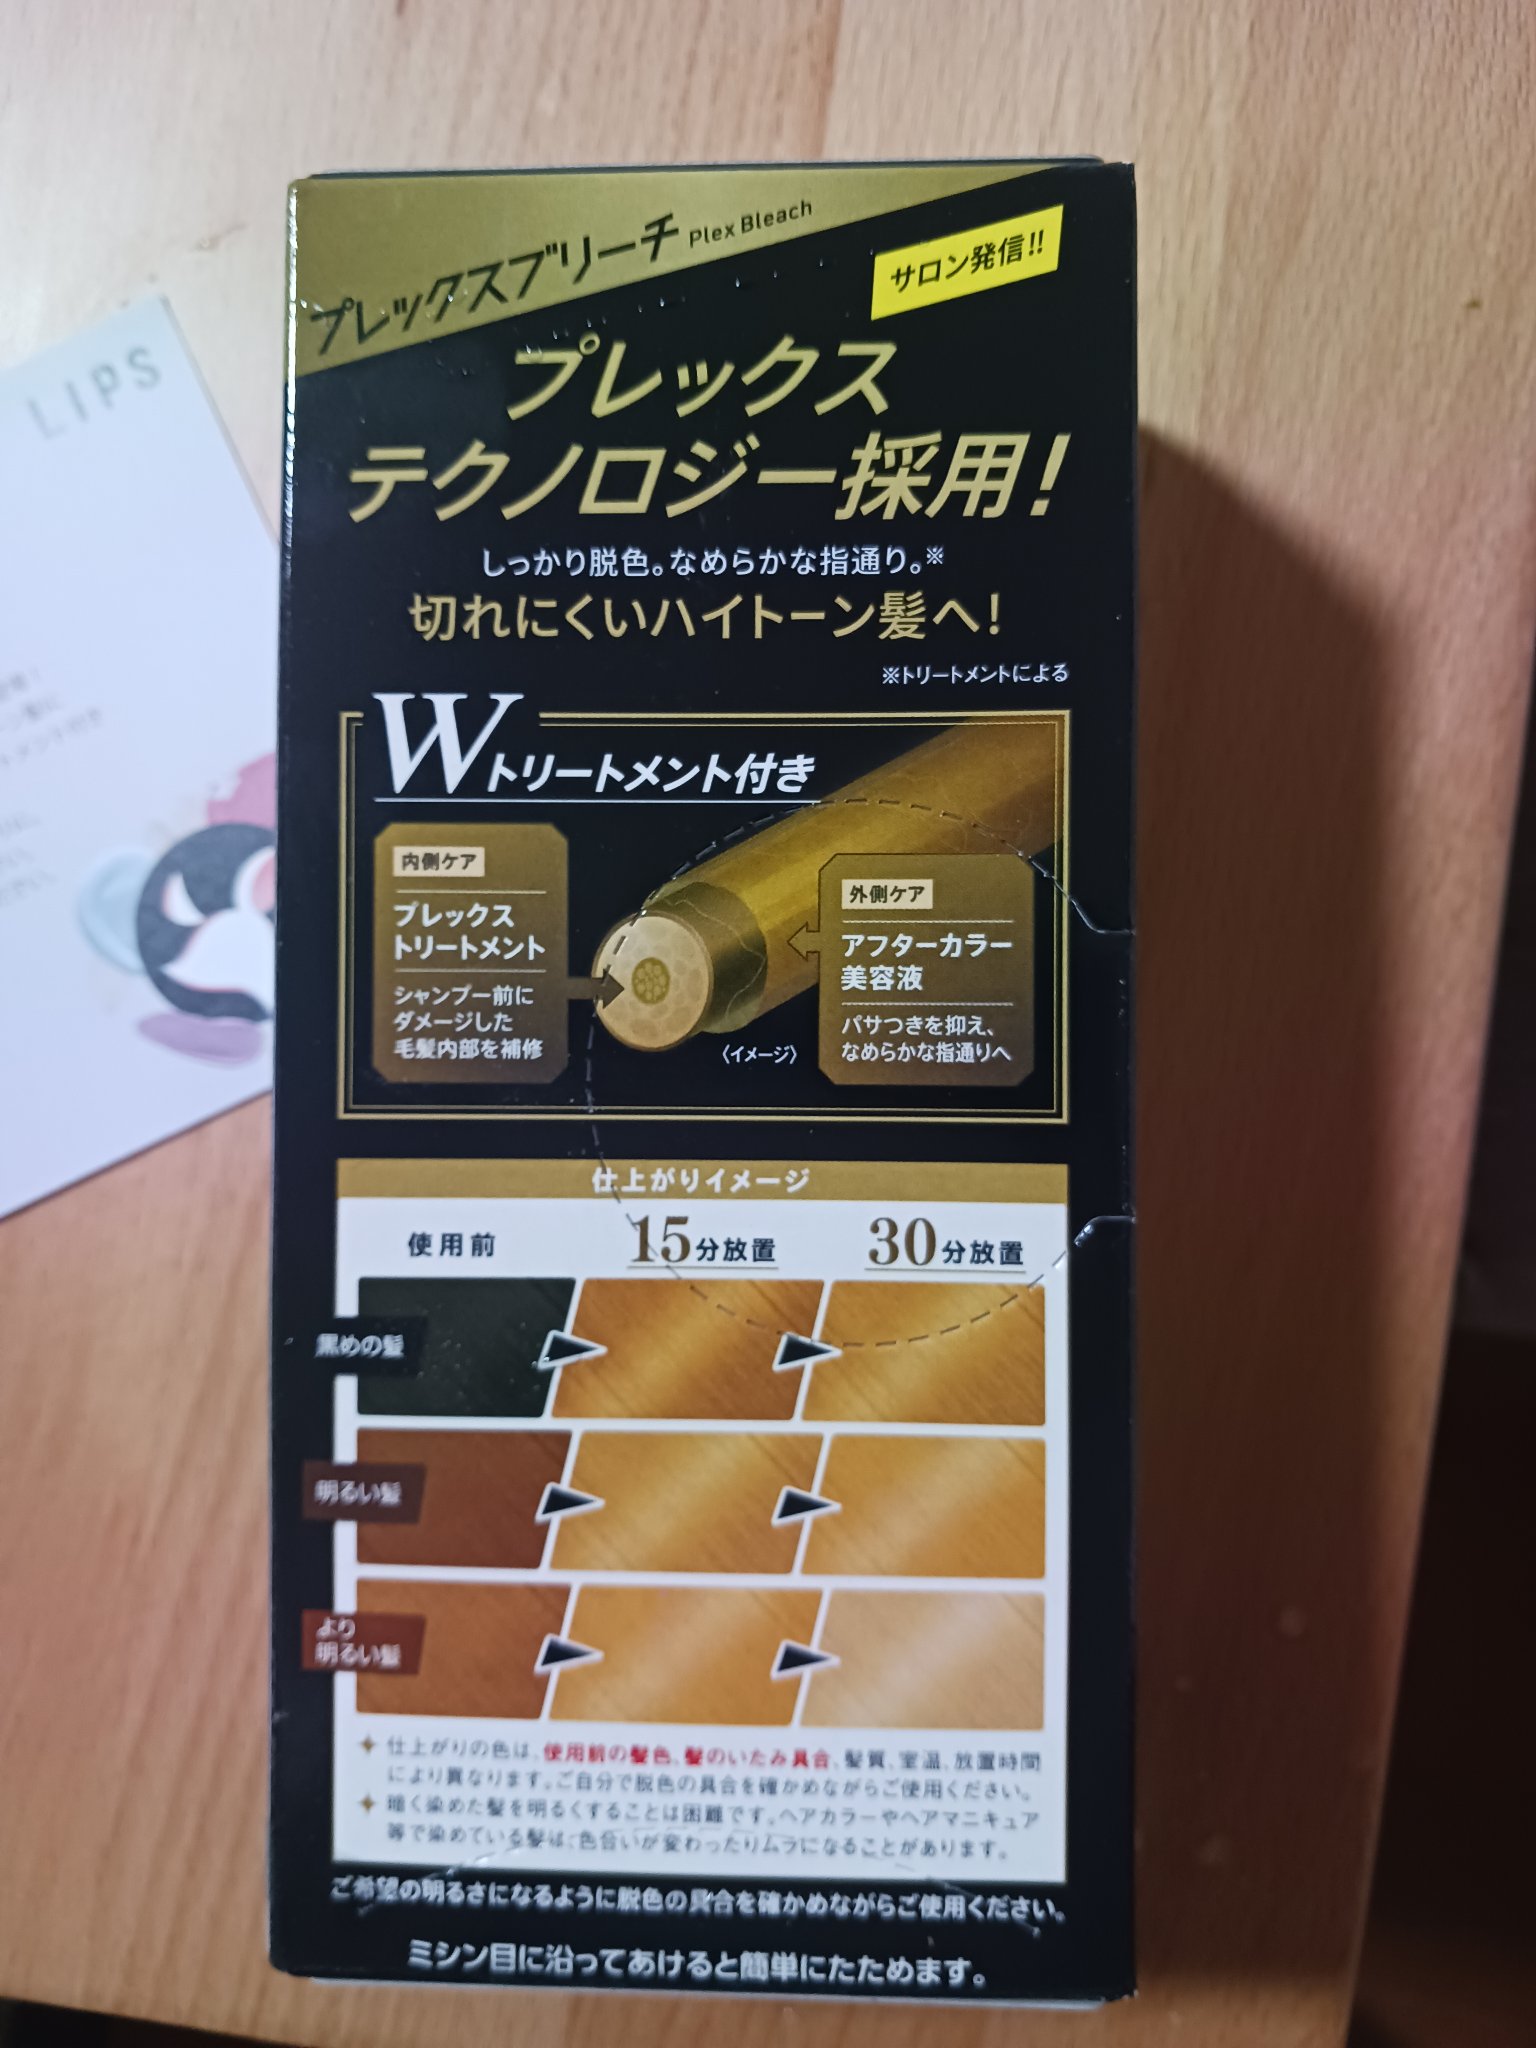 プレックスブリーチ Plex Bleach
サロン発信!!
プレックス
テクノロジー採用!
しっかり脱色。なめらかな指通り。※
切れにくいハイトーン髪へ!
※トリートメントによる
Wトリートメント付き
内側ケア
プレックス
トリートメント
シャンプー前に
ダメージした
毛髪内部を補修
外側ケア
アフターカラー
美容液
パサつきを抑え、
なめらかな指通りへ
〈イメージ〉
仕上がりイメージ
使用前
15分放置
30分放置
黒めの髪
明るい髪
より
明るい髪
仕上がりの色は、使用前の髪色、髪のいたみ具合、髪質、室温、放置時間
により異なります。ご自分で脱色の具合を確かめながらご使用ください。
暗く染めた髪を明るくすることは困難です。ヘアカラーやヘアマニキュア
等で染めている髪は、色合いが変わったりムラになることがあります。
ご希望の明るさになるように脱色の具合を確かめながらご使用ください。
ミシン目に沿ってあけると簡単にたためます。
LIPS